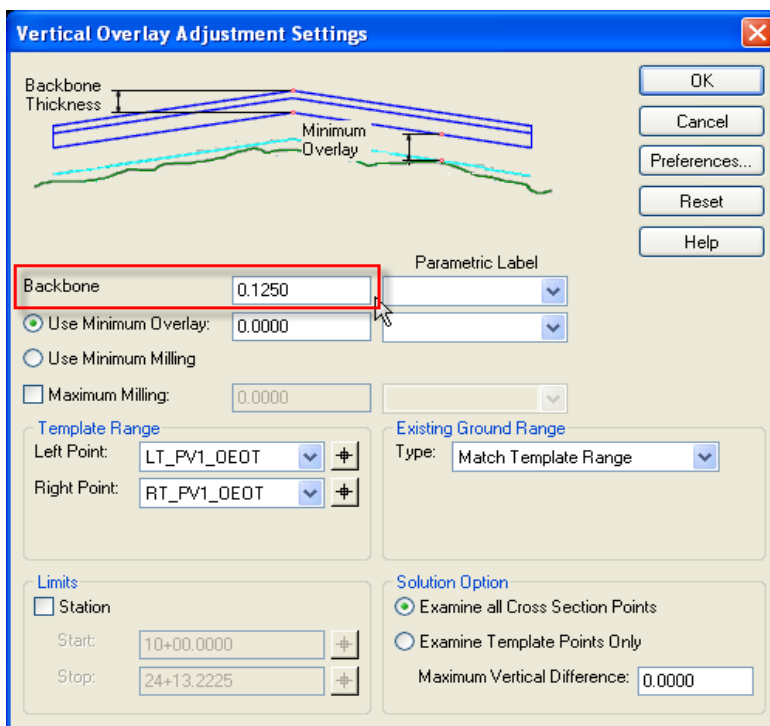 Vertical Overlay Adjustment Settings
Backbone
Thickness
Minimum
Overlay
OK
Cancel
Preferences...
Reset
Help
Parametric Label
Backbone 0.1250
Use Minimum Overlay: 0.0000
Use Minimum Milling
Maximum Milling: 0.0000
Template Range
Left Point: LT_PV1_OEOT
Right Point: RT_PV1_OEOT
Existing Ground Range
Type: Match Template Range
Limits
Station
Start: 10+00.0000
Stop: 24+13.2225
Solution Option
Examine all Cross Section Points
Examine Template Points Only
Maximum Vertical Difference: 0.0000